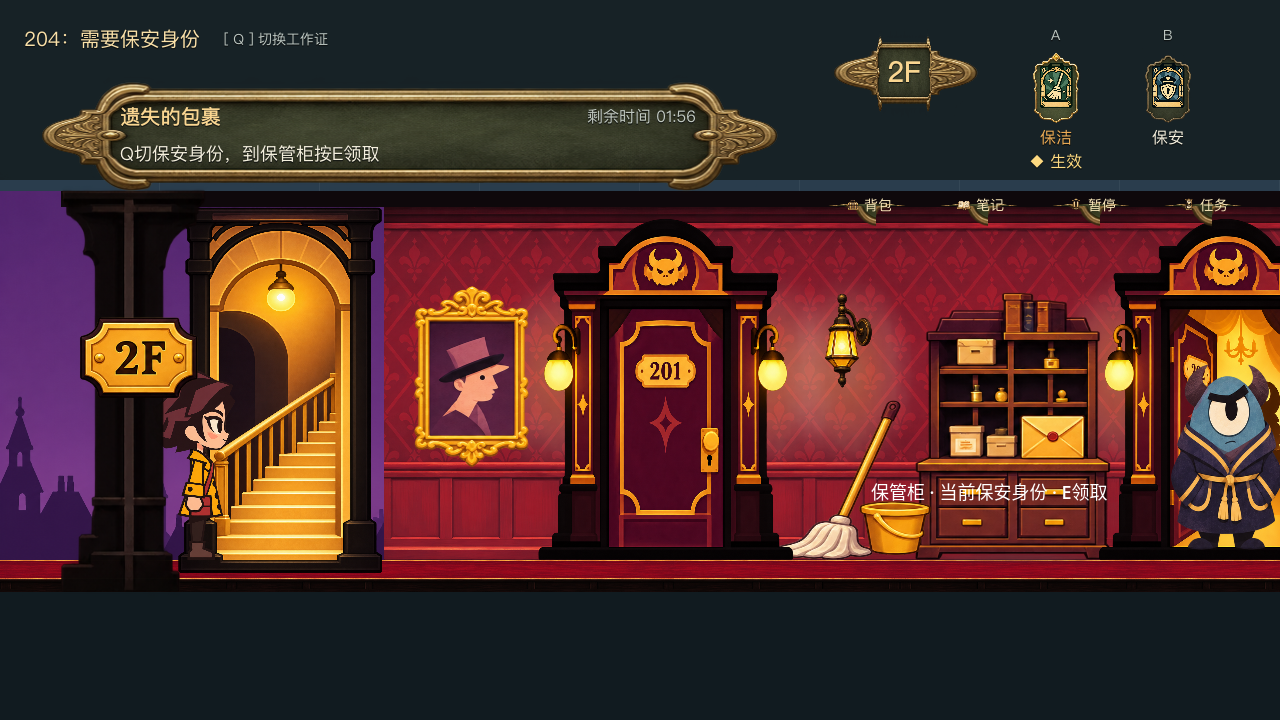 204：需要保安身份 [ Q ] 切换工作证
遗失的包裹 剩余时间 01:56
Q切保安身份，到保管柜按E领取
2F
A B
保洁 保安
生效
背包 笔记 暂停 任务
2F
201
保管柜 · 当前保安身份 · E领取